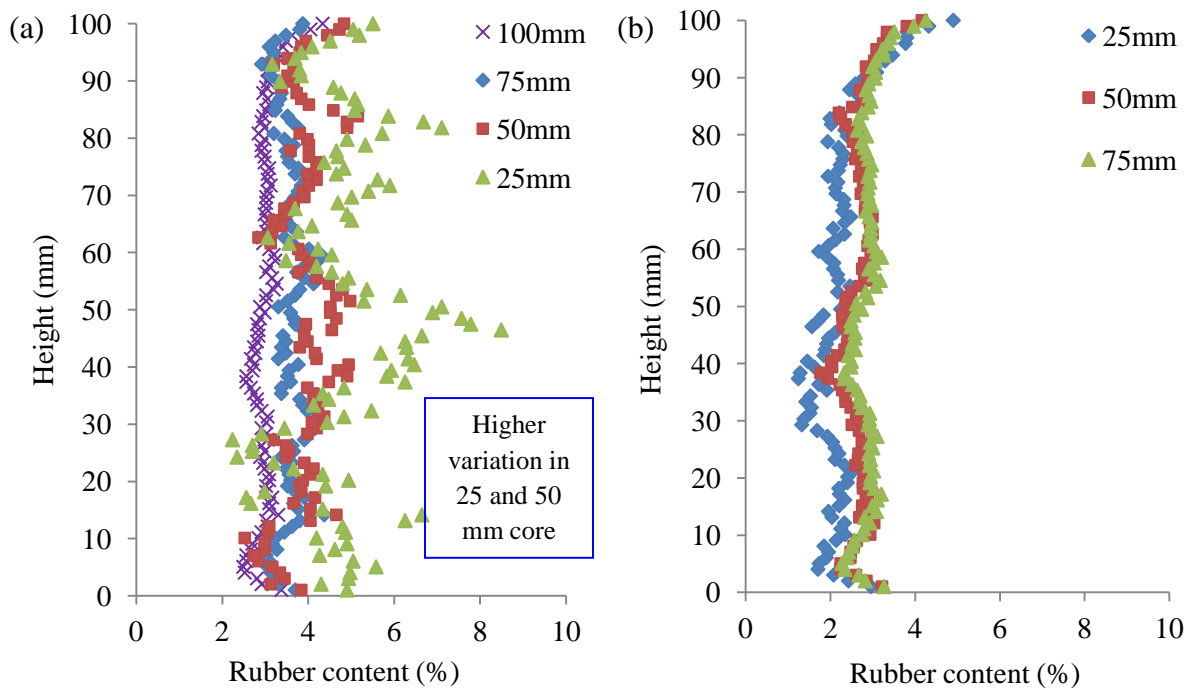 (a)
100
90
80
70
60
50
40
30
20
10
0
Height (mm)
0 2 4 6 8 10
Rubber content (%)
100mm
75mm
50mm
25mm
Higher
variation in
25 and 50
mm core
(b)
100
90
80
70
60
50
40
30
20
10
0
Height (mm)
0 2 4 6 8 10
Rubber content (%)
25mm
50mm
75mm